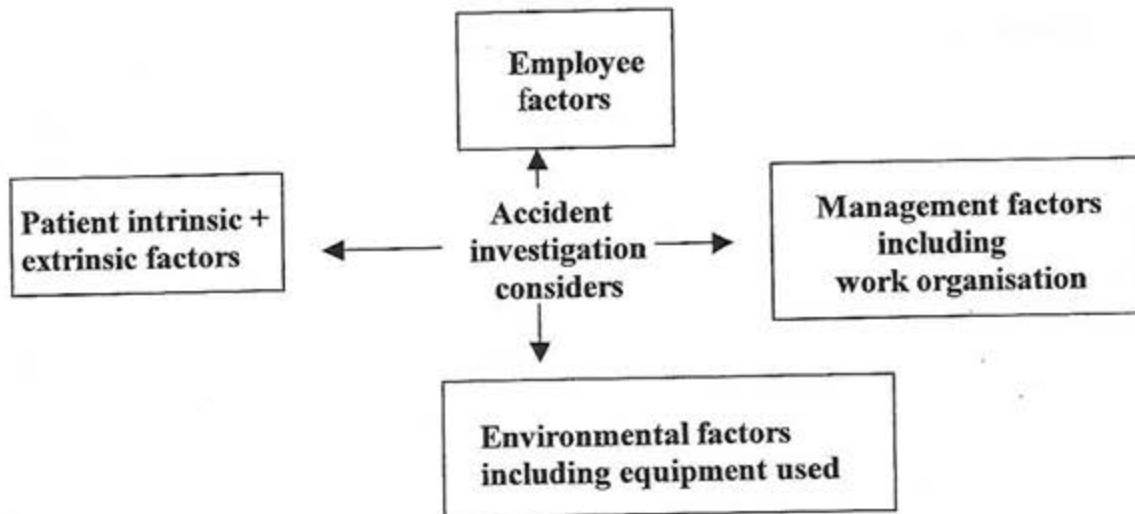 Employee
factors
Patient intrinsic +
extrinsic factors
Accident
investigation
considers
Management factors
including
work organisation
Environmental factors
including equipment used